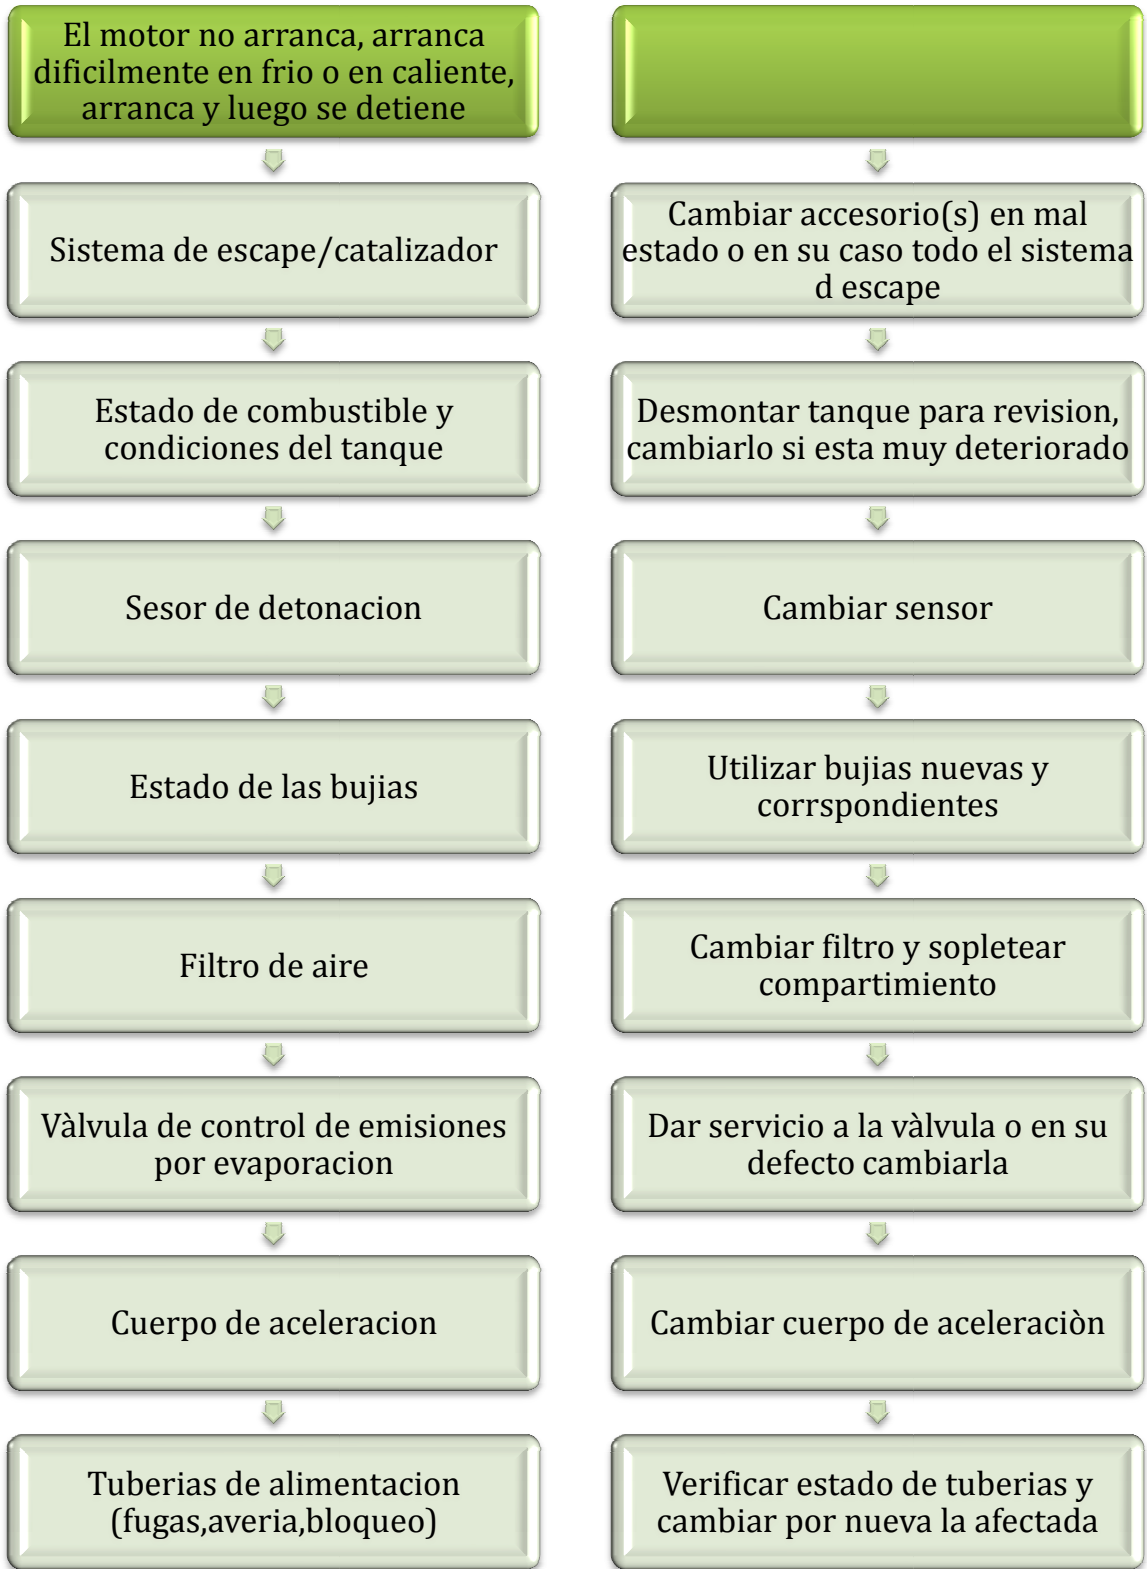 El motor no arranca, arranca
dificilmente en frio o en caliente,
arranca y luego se detiene
Sistema de escape/catalizador
Estado de combustible y
condiciones del tanque
Sesor de detonacion
Estado de las bujias
Filtro de aire
Vàlvula de control de emisiones
por evaporacion
Cuerpo de aceleracion
Tuberias de alimentacion
(fugas,averia,bloqueo)
Cambiar accesorio(s) en mal
estado o en su caso todo el sistema
d escape
Desmontar tanque para revision,
cambiarlo si esta muy deteriorado
Cambiar sensor
Utilizar bujias nuevas y
corrspondientes
Cambiar filtro y sopletear
compartimiento
Dar servicio a la vàlvula o en su
defecto cambiarla
Cambiar cuerpo de aceleraciòn
Verificar estado de tuberias y
cambiar por nueva la afectada